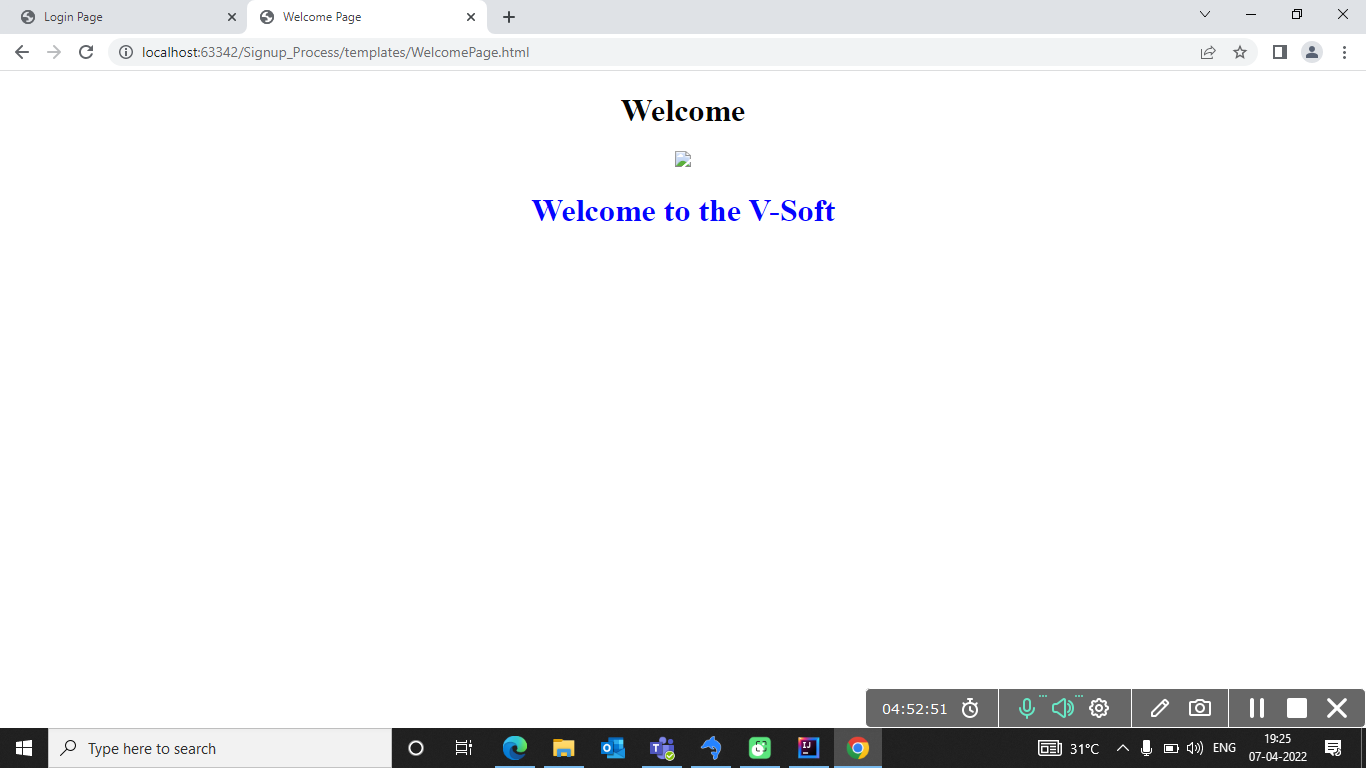 Login Page
Welcome Page
localhost:63342/Signup_Process/templates/WelcomePage.html
Welcome
Welcome to the V-Soft
04:52:51
Type here to search
31°C
ENG
19:25
07-04-2022